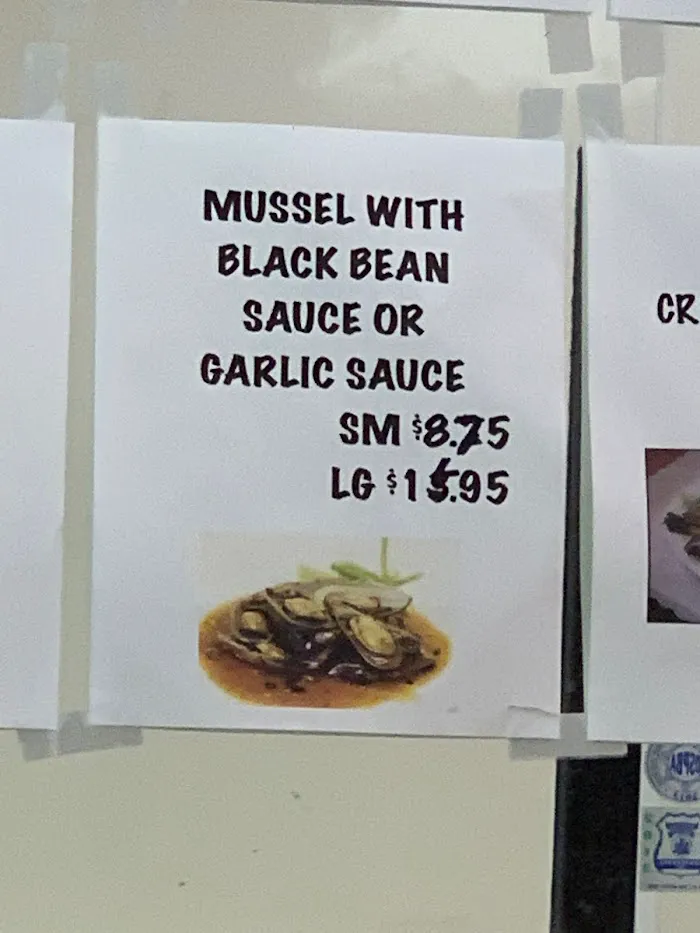 MUSSEL WITH
BLACK BEAN
SAUCE OR
GARLIC SAUCE
SM $8.75
LG $15.95
CR